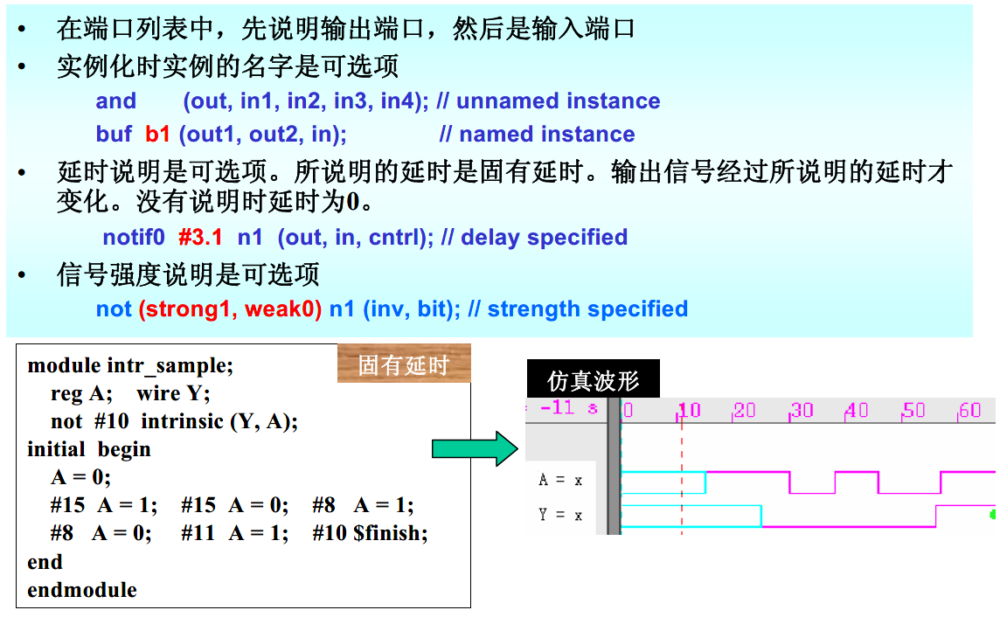 • 在端口列表中，先说明输出端口，然后是输入端口
• 实例化时实例的名字是可选项
and (out, in1, in2, in3, in4); // unnamed instance
buf b1 (out1, out2, in); // named instance
• 延时说明是可选项。所说明的延时是固有延时。输出信号经过所说明的延时才
变化。没有说明时延时为0。
notif0 #3.1 n1 (out, in, cntrl); // delay specified
• 信号强度说明是可选项
not (strong1, weak0) n1 (inv, bit); // strength specified
固有延时
module intr_sample;
reg A; wire Y;
not #10 intrinsic (Y, A);
initial begin
A = 0;
#15 A = 1; #15 A = 0; #8 A = 1;
#8 A = 0; #11 A = 1; #10 $finish;
end
endmodule
仿真波形
= -11 s 0 10 20 30 40 50 60
A = x
Y = x